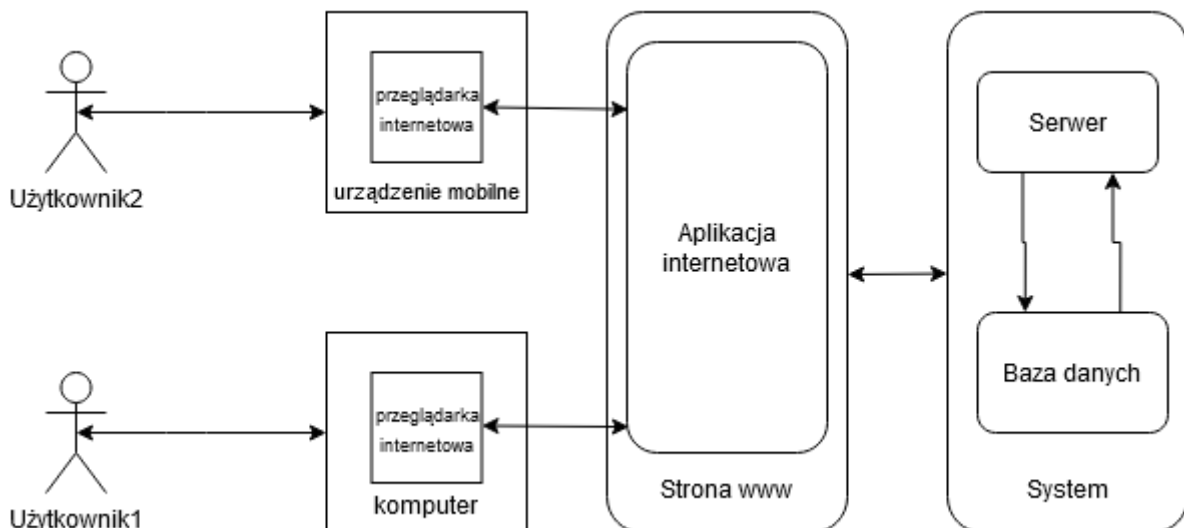 przeglądarka
internetowa
urządzenie mobilne
Użytkownik2
Aplikacja
internetowa
Strona www
Serwer
Baza danych
System
przeglądarka
internetowa
komputer
Użytkownik1